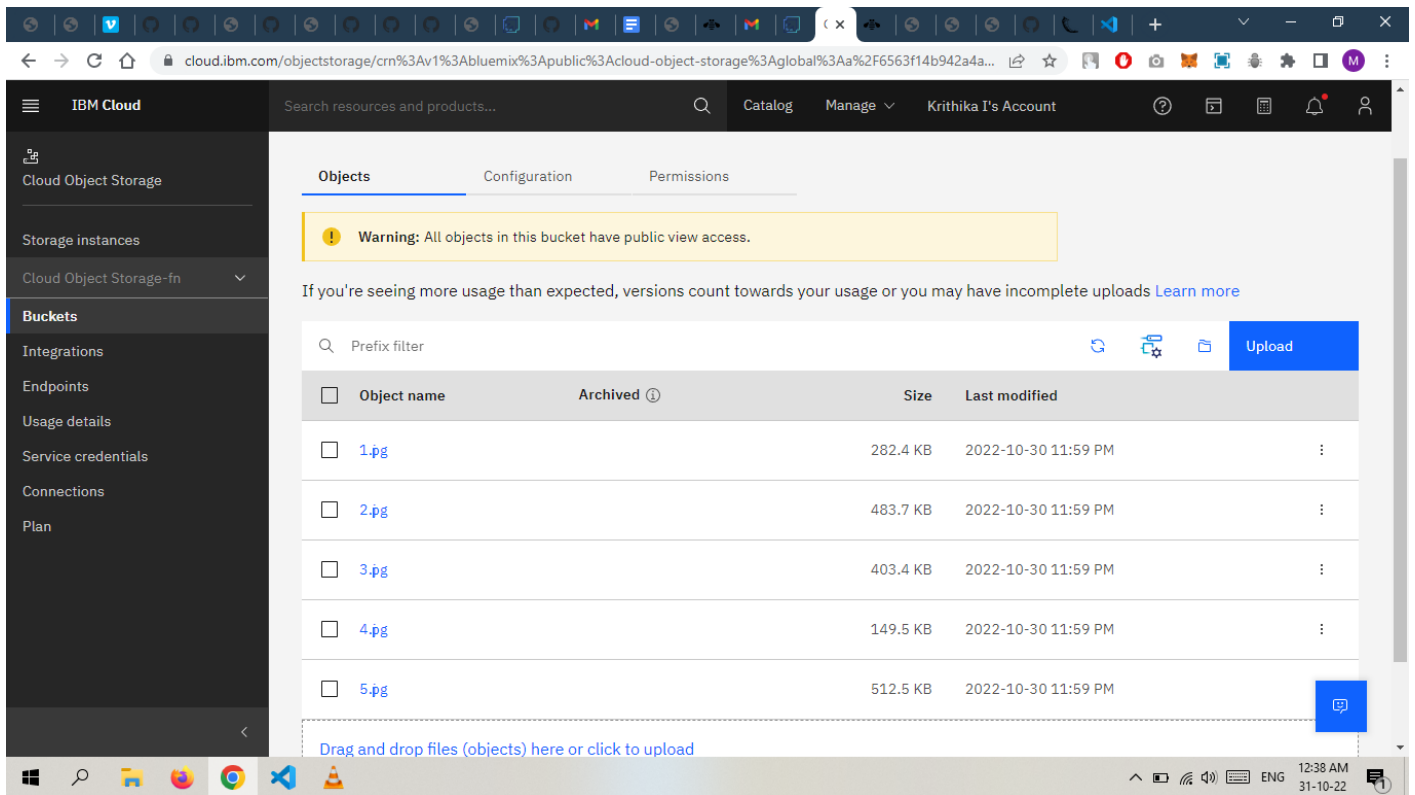 cloud.ibm.com/objectstorage/crn%3Av1%3Abluemix%3Apublic%3Acloud-object-storage%3Aglobal%3Aa%2F6563f14b942a4a...
M
IBM Cloud
Search resources and products...
Catalog
Manage
Krithika I's Account
Cloud Object Storage
Storage instances
Cloud Object Storage-fn
Buckets
Integrations
Endpoints
Usage details
Service credentials
Connections
Plan
Objects
Configuration
Permissions
Warning: All objects in this bucket have public view access.
If you're seeing more usage than expected, versions count towards your usage or you may have incomplete uploads Learn more
Prefix filter
Upload
Object name Archived Size Last modified
1.jpg 282.4 KB 2022-10-30 11:59 PM
2.jpg 483.7 KB 2022-10-30 11:59 PM
3.jpg 403.4 KB 2022-10-30 11:59 PM
4.jpg 149.5 KB 2022-10-30 11:59 PM
5.jpg 512.5 KB 2022-10-30 11:59 PM
Drag and drop files (objects) here or click to upload
ENG
12:38 AM
31-10-22
1